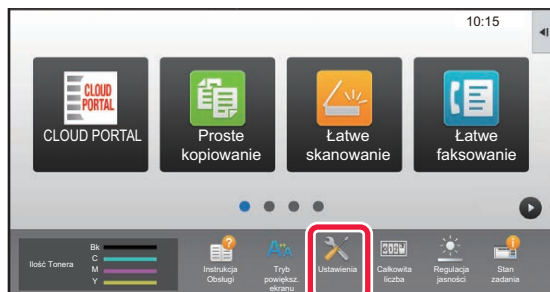 10:15
CLOUD
PORTAL
CLOUD PORTAL
Proste
kopiowanie
Łatwe
skanowanie
Łatwe
faksowanie
Ilość Tonera
Bk
C
M
Y
Instrukcja
Obsługi
Tryb
powiększ.
ekranu
Ustawienia
Całkowita
liczba
Regulacja
jasności
Stan
zadania